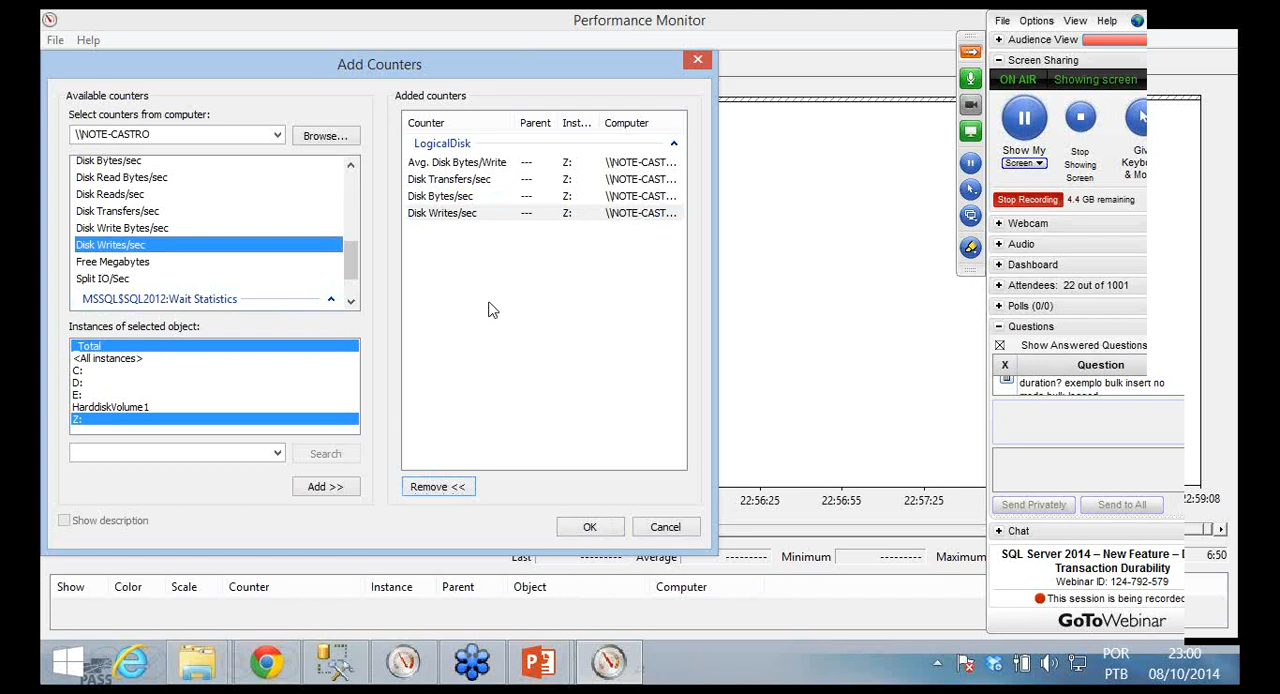 Performance Monitor
File Help
Add Counters
Available counters
Select counters from computer:
\\NOTE-CASTRO
Browse...
Disk Bytes/sec
Disk Read Bytes/sec
Disk Reads/sec
Disk Transfers/sec
Disk Write Bytes/sec
Disk Writes/sec
Free Megabytes
Split IO/Sec
MSSQL$SQL2012:Wait Statistics
Instances of selected object:
_Total
<All instances>
C:
D:
E:
HarddiskVolume1
Z:
Search
Add >>
Show description
Added counters
Counter Parent Inst... Computer
LogicalDisk
Avg. Disk Bytes/Write --- Z: \\NOTE-CAST...
Disk Transfers/sec --- Z: \\NOTE-CAST...
Disk Bytes/sec --- Z: \\NOTE-CAST...
Disk Writes/sec --- Z: \\NOTE-CAST...
Remove <<
OK Cancel
22:56:25 22:56:55 22:57:25 22:59:08
Last --------- Average --------- Minimum --------- Maximum
6:50
Show Color Scale Counter Instance Parent Object Computer
File Options View Help
Audience View
Screen Sharing
ON AIR Showing screen
Show My
Screen
Stop
Showing
Screen
Giv
Keyb
& Mo
Stop Recording 4.4 GB remaining
Webcam
Audio
Dashboard
Attendees: 22 out of 1001
Polls (0/0)
Questions
Show Answered Questions
X Question
duration? exemplo bulk insert no
Send Privately Send to All
Chat
SQL Server 2014 – New Feature – D
Transaction Durability
Webinar ID: 124-792-579
This session is being recorded
GoToWebinar
PASS
POR
PTB
23:00
08/10/2014